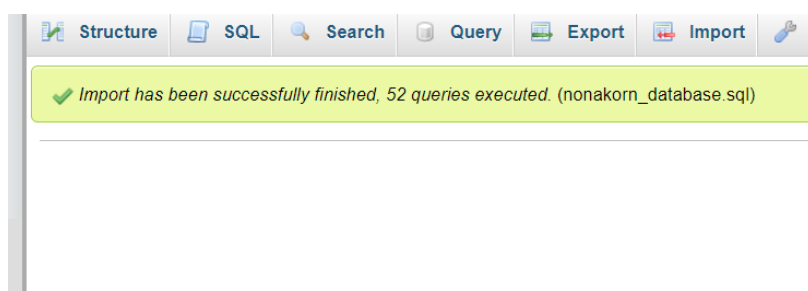 Structure SQL Search Query Export Import
Import has been successfully finished, 52 queries executed. (nonakorn_database.sql)